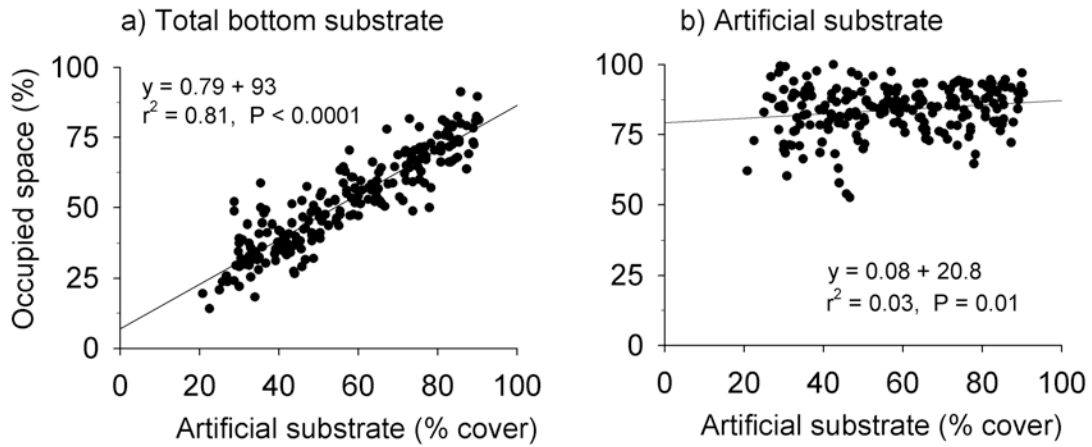 a) Total bottom substrate
y = 0.79 + 93
r² = 0.81, P < 0.0001
Occupied space (%)
100
75
50
25
0
0 20 40 60 80 100
Artificial substrate (% cover)
b) Artificial substrate
100
75
50
25
0
y = 0.08 + 20.8
r² = 0.03, P = 0.01
0 20 40 60 80 100
Artificial substrate (% cover)